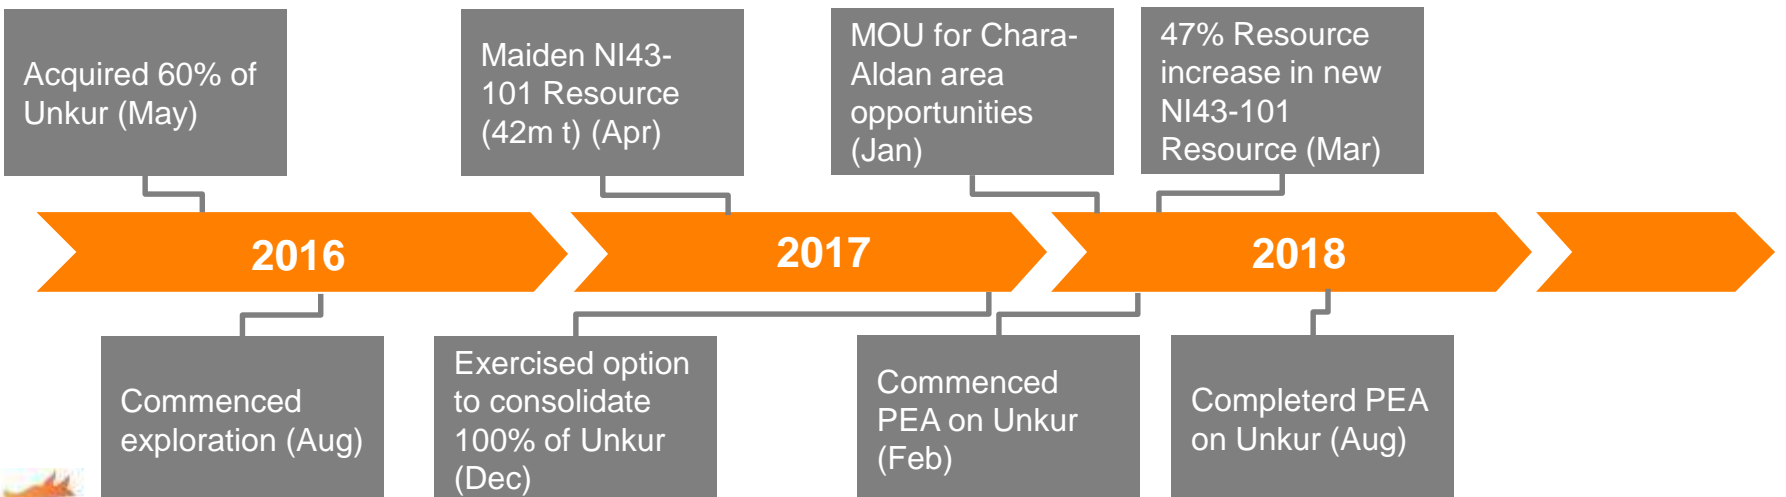 Acquired 60% of
Unkur (May)
Maiden NI43-
101 Resource
(42m t) (Apr)
MOU for Chara-
Aldan area
opportunities
(Jan)
47% Resource
increase in new
NI43-101
Resource (Mar)
2016
2017
2018
Commenced
exploration (Aug)
Exercised option
to consolidate
100% of Unkur
(Dec)
Commenced
PEA on Unkur
(Feb)
Completerd PEA
on Unkur (Aug)